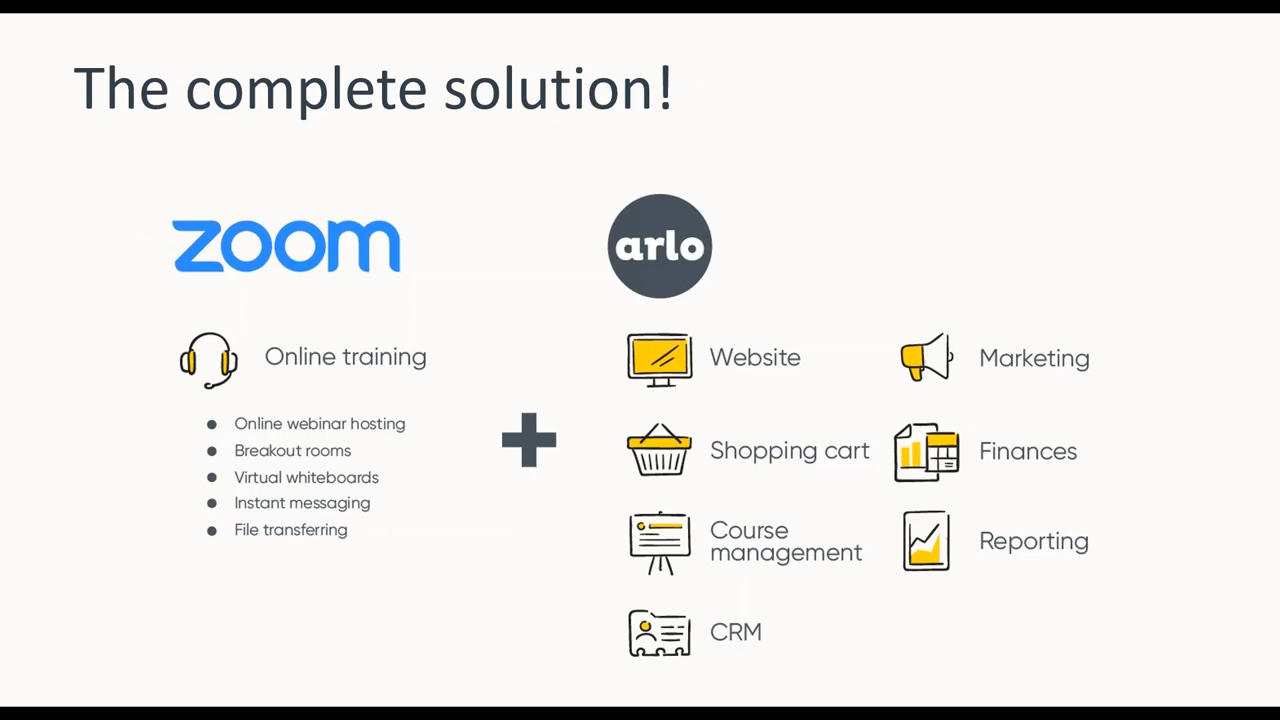 The complete solution!
zoom
arlo
Online training
Online webinar hosting
Breakout rooms
Virtual whiteboards
Instant messaging
File transferring
Website
Marketing
Shopping cart
Finances
Course
management
Reporting
CRM